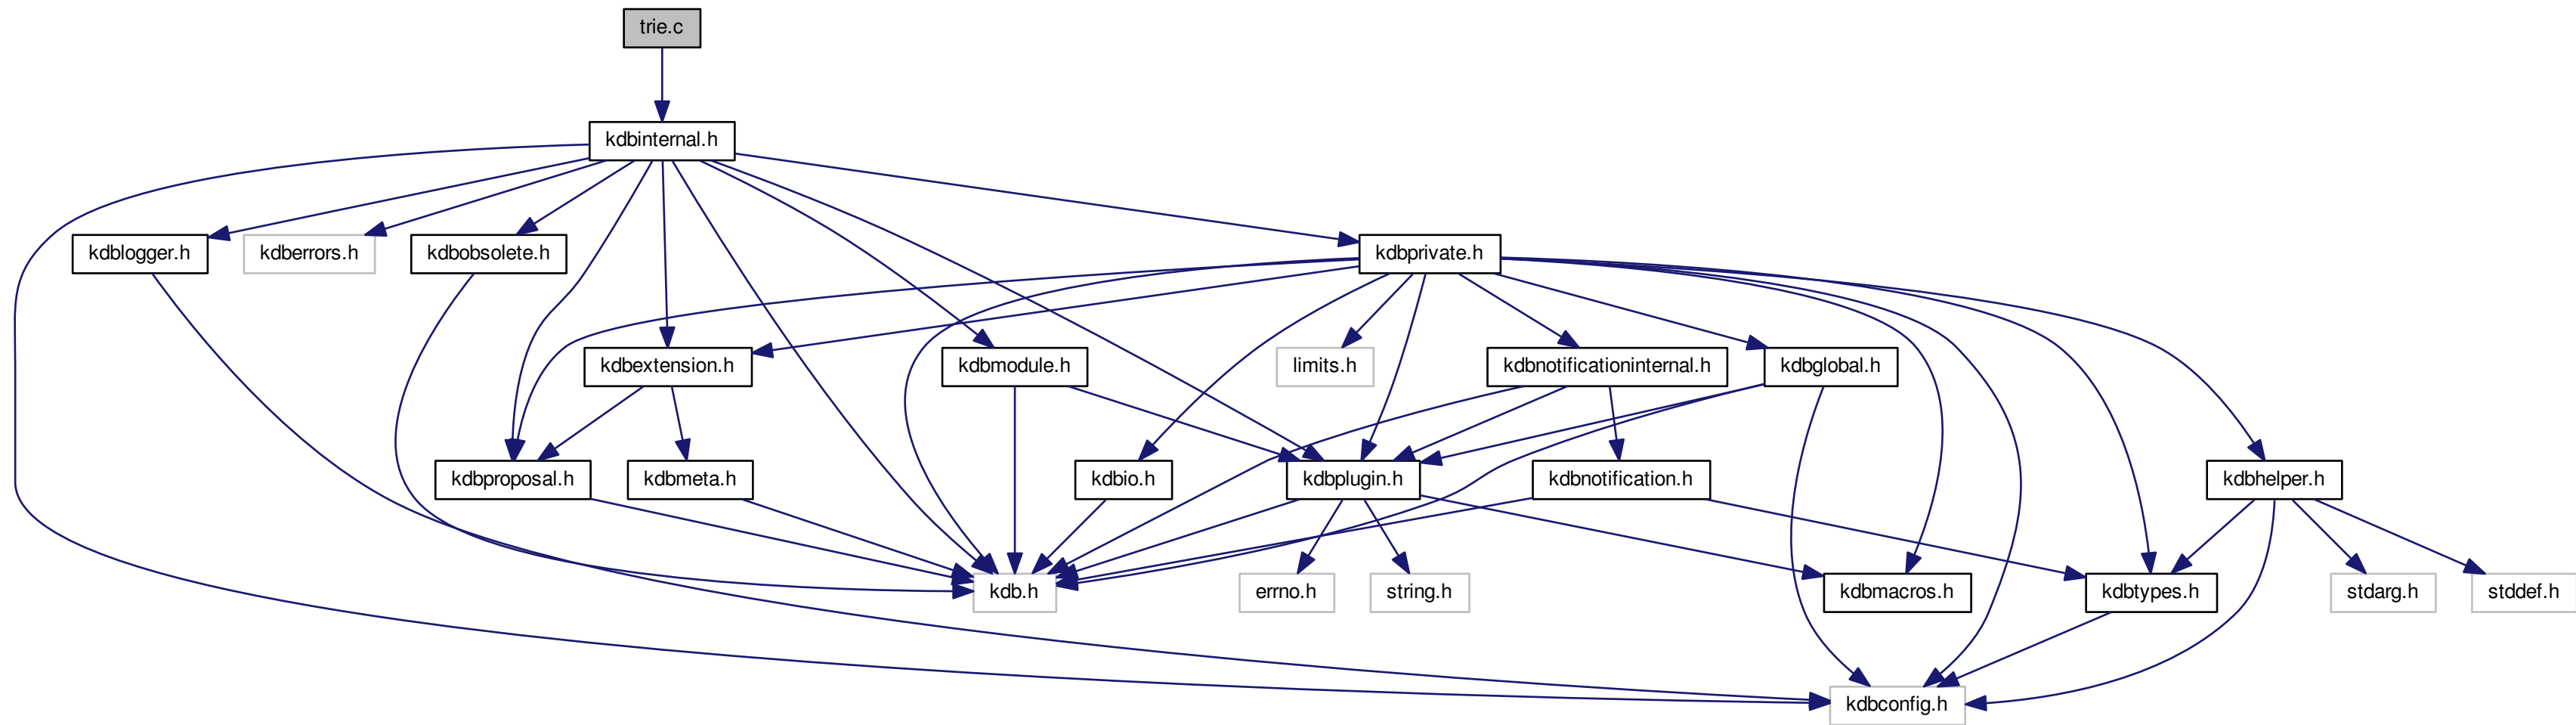 trie.c
kdbinternal.h
kdblogger.h
kdberrors.h
kdbobsolete.h
kdbprivate.h
kdbextension.h
kdbmodule.h
limits.h
kdbnotificationinternal.h
kdbglobal.h
kdbproposal.h
kdbmeta.h
kdbio.h
kdbplugin.h
kdbnotification.h
kdbhelper.h
kdb.h
errno.h
string.h
kdbmacros.h
kdbtypes.h
stdarg.h
stddef.h
kdbconfig.h